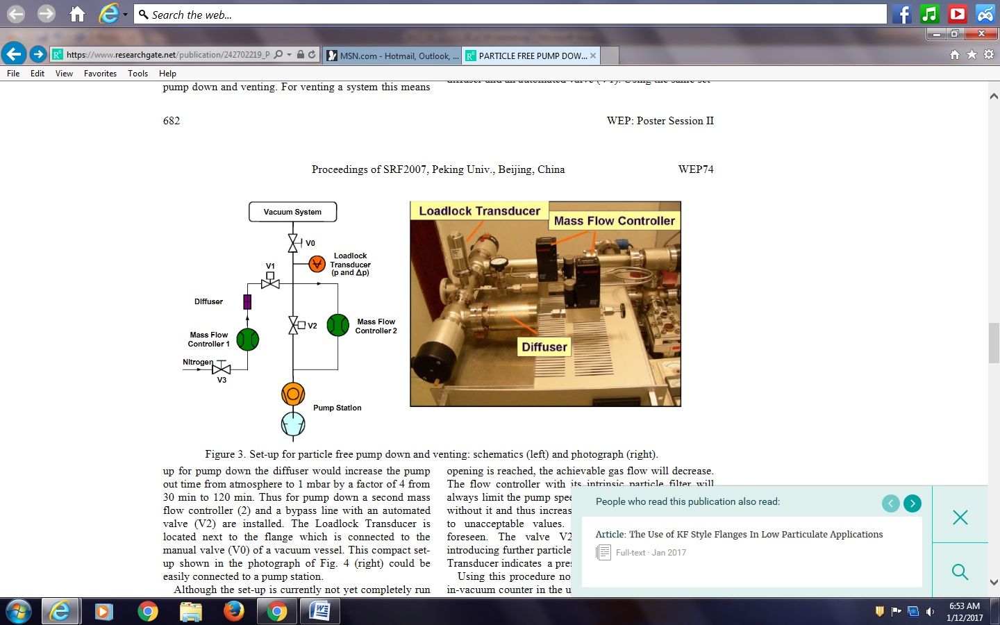 Search the web...
https://www.researchgate.net/publication/242702219_P
MSN.com - Hotmail, Outlook, ...
PARTICLE FREE PUMP DOW...
File Edit View Favorites Tools Help
pump down and venting. For venting a system this means
diffuser and an automated valve (V1). Using the same set-
682
WEP: Poster Session II
Proceedings of SRF2007, Peking Univ., Beijing, China
WEP74
Vacuum System
V0
Loadlock
Transducer
(p and Δp)
V1
Diffuser
V2
Mass Flow
Controller 2
Mass Flow
Controller 1
Nitrogen
V3
Pump Station
Loadlock Transducer
Mass Flow Controller
Diffuser
Figure 3. Set-up for particle free pump down and venting: schematics (left) and photograph (right).
up for pump down the diffuser would increase the pump
out time from atmosphere to 1 mbar by a factor of 4 from
30 min to 120 min. Thus for pump down a second mass
flow controller (2) and a bypass line with an automated
valve (V2) are installed. The Loadlock Transducer is
located next to the flange which is connected to the
manual valve (V0) of a vacuum vessel. This compact set-
up shown in the photograph of Fig. 4 (right) could be
easily connected to a pump station.
Although the set-up is currently not yet completely run
opening is reached, the achievable gas flow will decrease.
The flow controller with its intrinsic particle filter will
always limit the pump spee
without it and thus increas
to unacceptable values.
foreseen. The valve V2
introducing further particle
Transducer indicates a pres
Using this procedure no
in-vacuum counter in the u
People who read this publication also read:
Article: The Use of KF Style Flanges In Low Particulate Applications
Full-text · Jan 2017
6:53 AM
1/12/2017